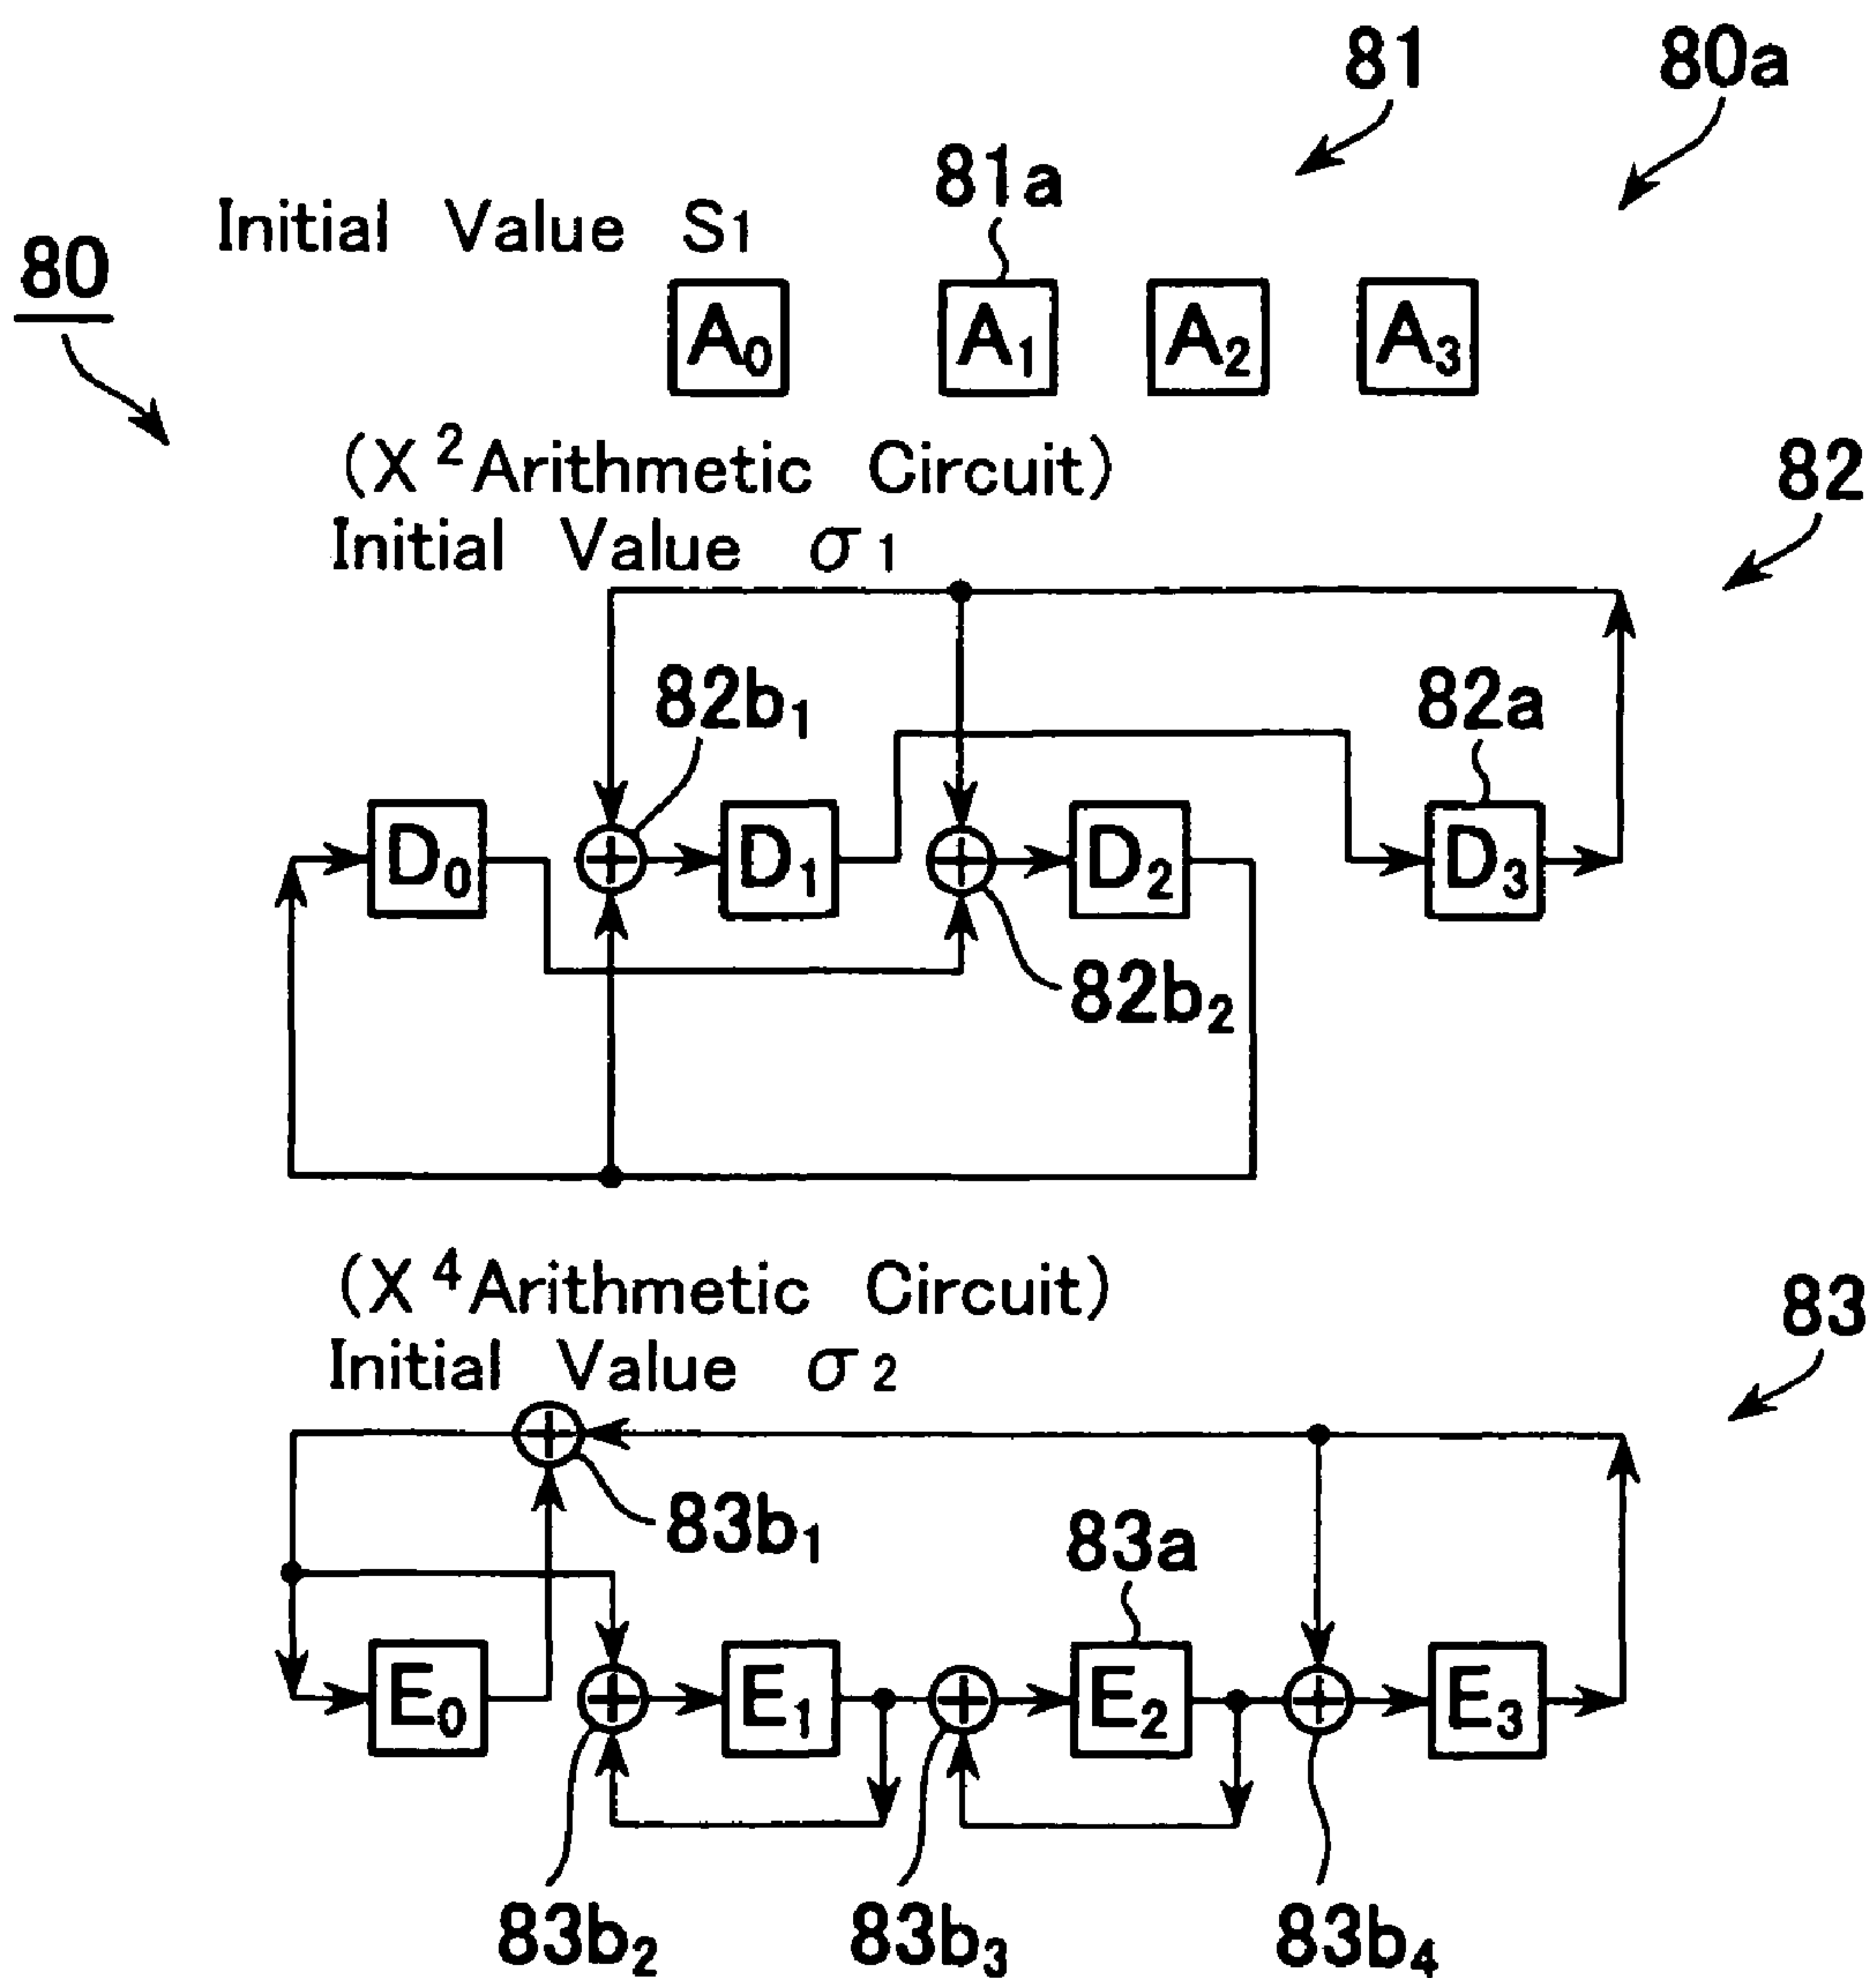 81
80a
81a
Initial Value S₁
80
A₀ A₁ A₂ A₃
(X² Arithmetic Circuit)
82
Initial Value σ₁
82b₁
82a
D₀ D₁ D₂ D₃
82b₂
(X⁴ Arithmetic Circuit)
83
Initial Value σ₂
83b₁
83a
E₀ E₁ E₂ E₃
83b₂ 83b₃ 83b₄